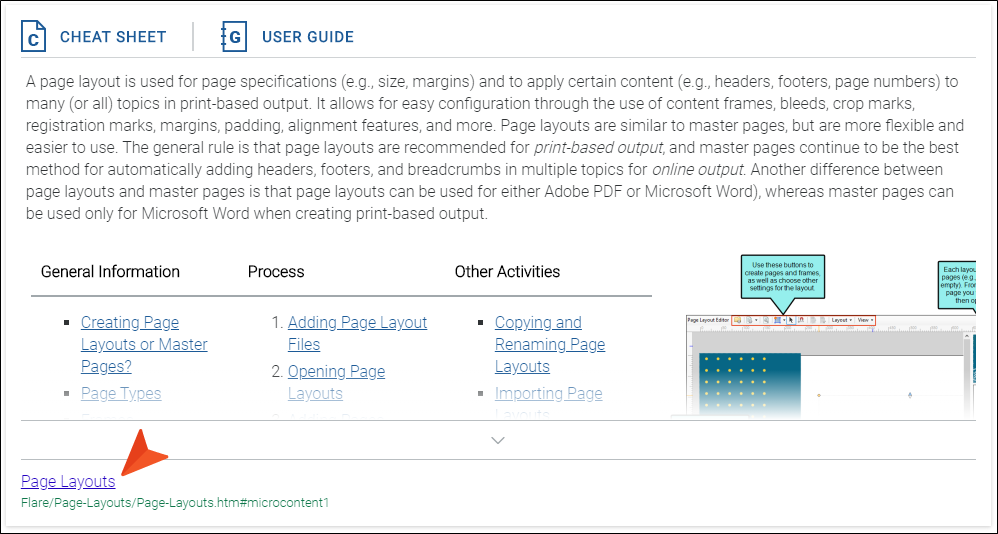 C CHEAT SHEET G USER GUIDE
A page layout is used for page specifications (e.g., size, margins) and to apply certain content (e.g., headers, footers, page numbers) to
many (or all) topics in print-based output. It allows for easy configuration through the use of content frames, bleeds, crop marks,
registration marks, margins, padding, alignment features, and more. Page layouts are similar to master pages, but are more flexible and
easier to use. The general rule is that page layouts are recommended for print-based output, and master pages continue to be the best
method for automatically adding headers, footers, and breadcrumbs in multiple topics for online output. Another difference between
page layouts and master pages is that page layouts can be used for either Adobe PDF or Microsoft Word), whereas master pages can
be used only for Microsoft Word when creating print-based output.
General Information
Creating Page
Layouts or Master
Pages?
Page Types
Process
1. Adding Page Layout
Files
2. Opening Page
Layouts
Other Activities
Copying and
Renaming Page
Layouts
Importing Page
Layouts
Use these buttons to
create pages and frames,
as well as choose other
settings for the layout.
Each layou
pages (e.g.,
empty). Fro
page you
then op
Page Layout Editor Layout View
Page Layouts
Flare/Page-Layouts/Page-Layouts.htm#microcontent1